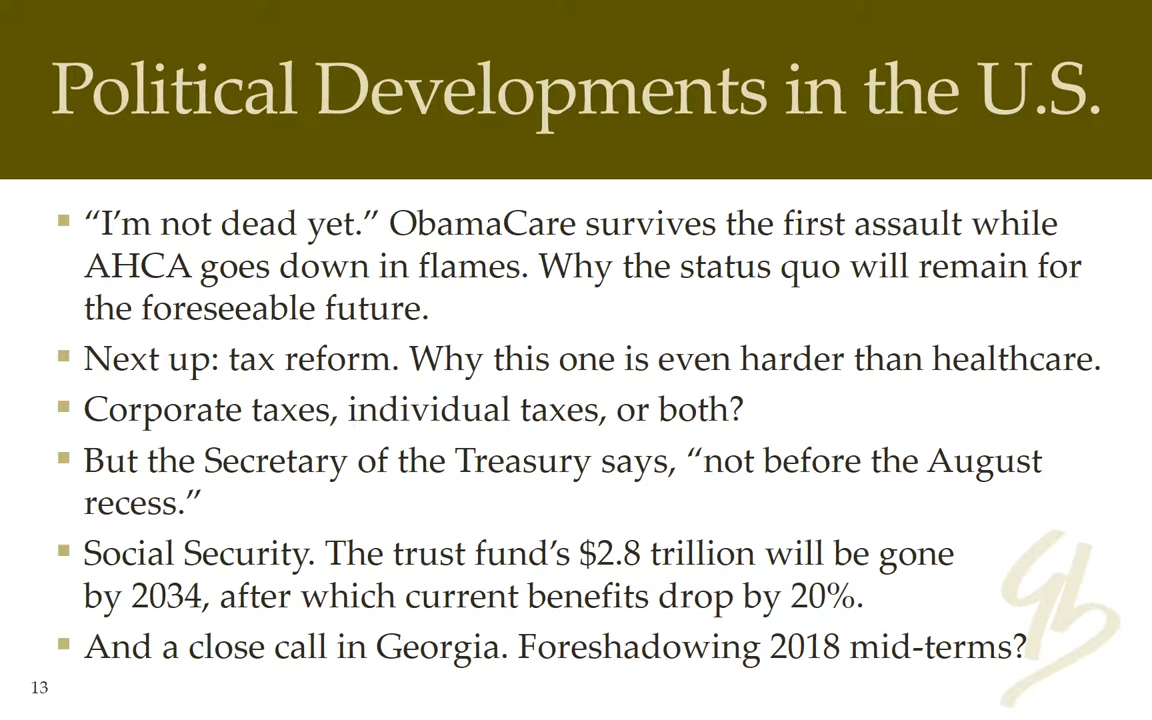 Political Developments in the U.S.
▪ “I’m not dead yet.” ObamaCare survives the first assault while
AHCA goes down in flames. Why the status quo will remain for
the foreseeable future.
▪ Next up: tax reform. Why this one is even harder than healthcare.
▪ Corporate taxes, individual taxes, or both?
▪ But the Secretary of the Treasury says, “not before the August
recess.”
▪ Social Security. The trust fund’s $2.8 trillion will be gone
by 2034, after which current benefits drop by 20%.
▪ And a close call in Georgia. Foreshadowing 2018 mid-terms?
13